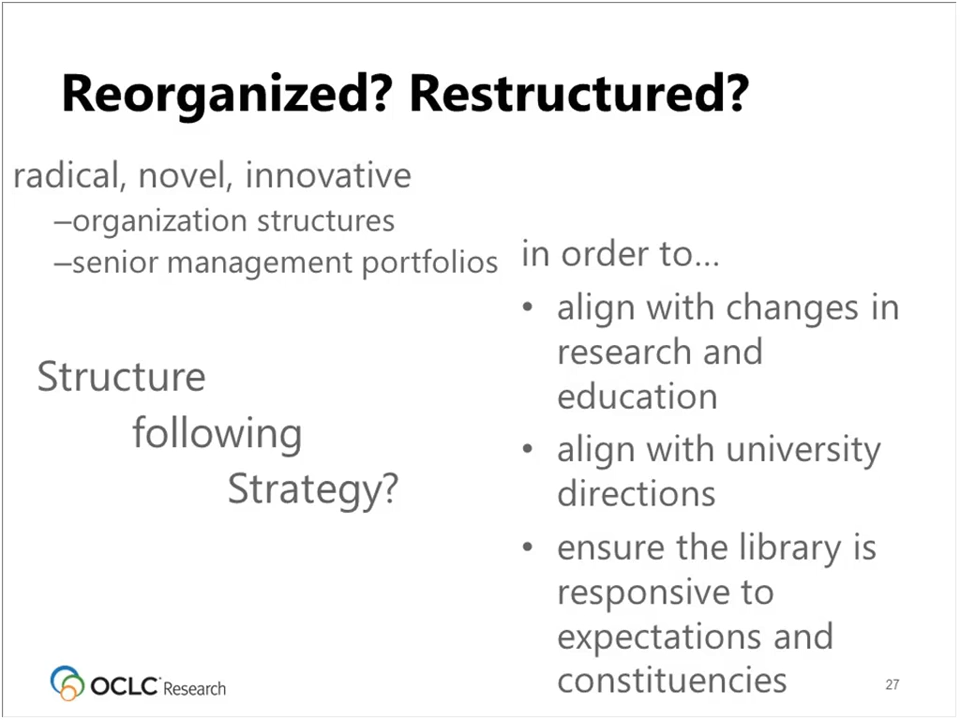 Reorganized? Restructured?
radical, novel, innovative
–organization structures
–senior management portfolios
Structure
following
Strategy?
in order to...
• align with changes in
research and
education
• align with university
directions
• ensure the library is
responsive to
expectations and
constituencies
OCLC Research
27